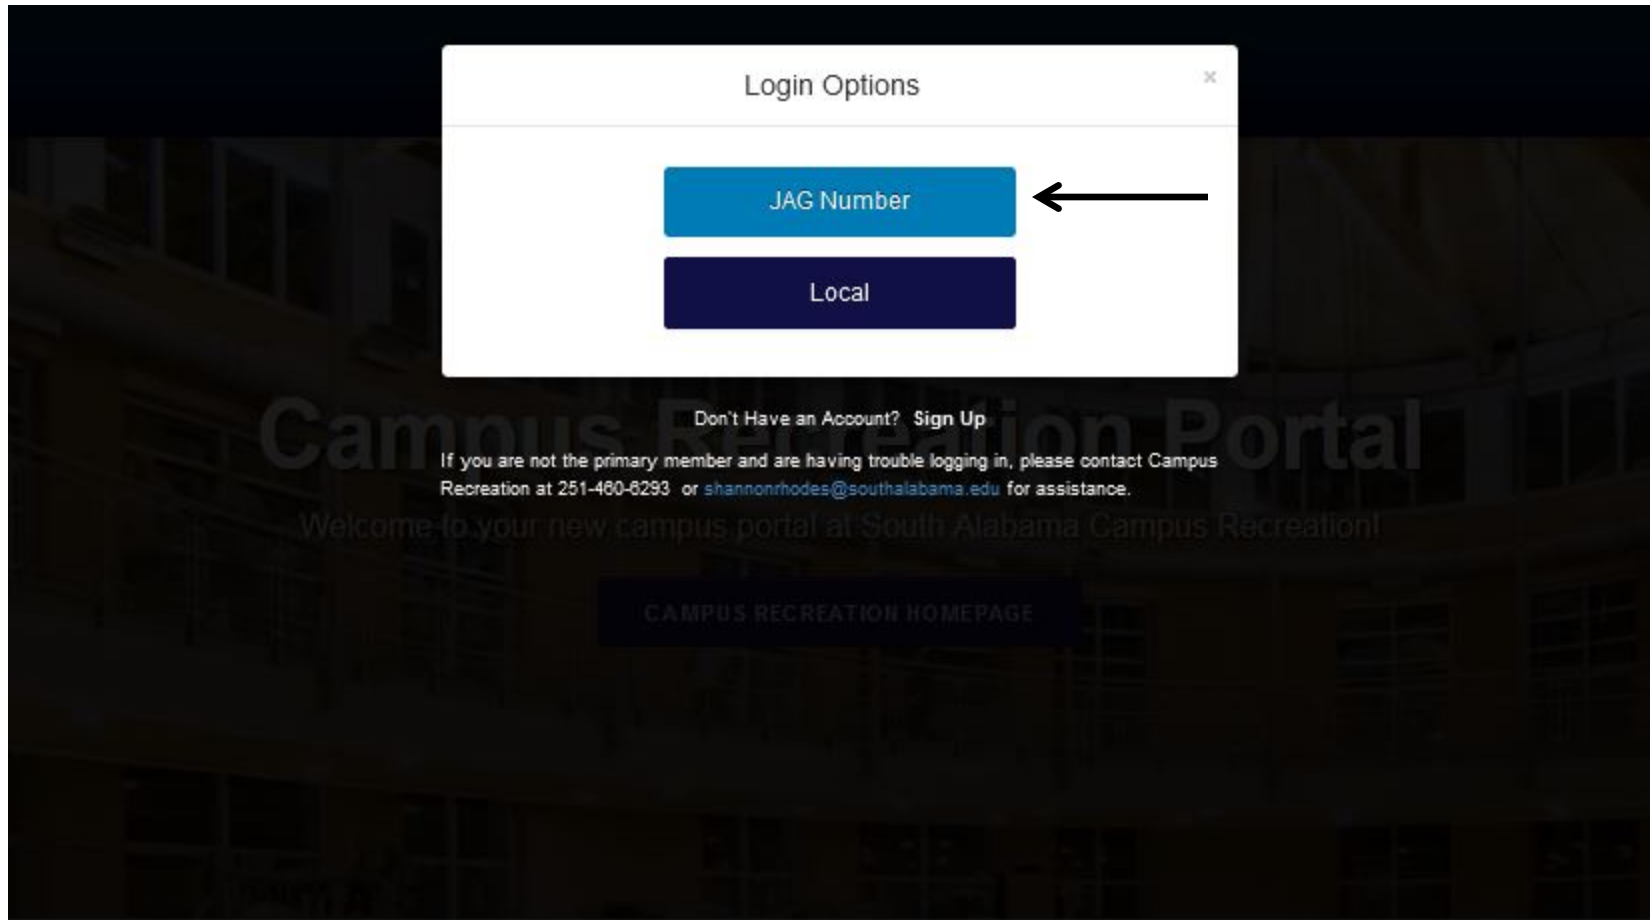 Login Options
×
JAG Number
Local
Don't Have an Account? Sign Up
Campus Recreation Portal
If you are not the primary member and are having trouble logging in, please contact Campus
Recreation at 251-460-6293 or shannonrhodes@southalabama.edu for assistance.
Welcome to your new campus portal at South Alabama Campus Recreation!
CAMPUS RECREATION HOMEPAGE